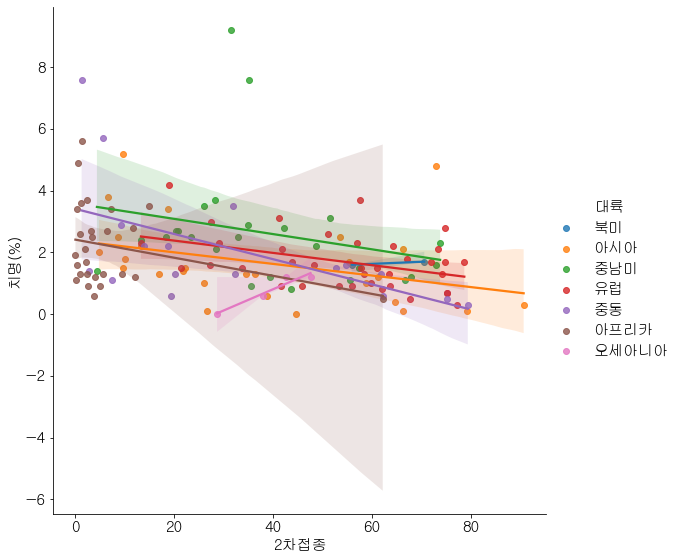 8
6
4
2
0
−2
−4
−6
치명(%)
0 20 40 60 80
2차접종
대륙
북미
아시아
중남미
유럽
중동
아프리카
오세아니아